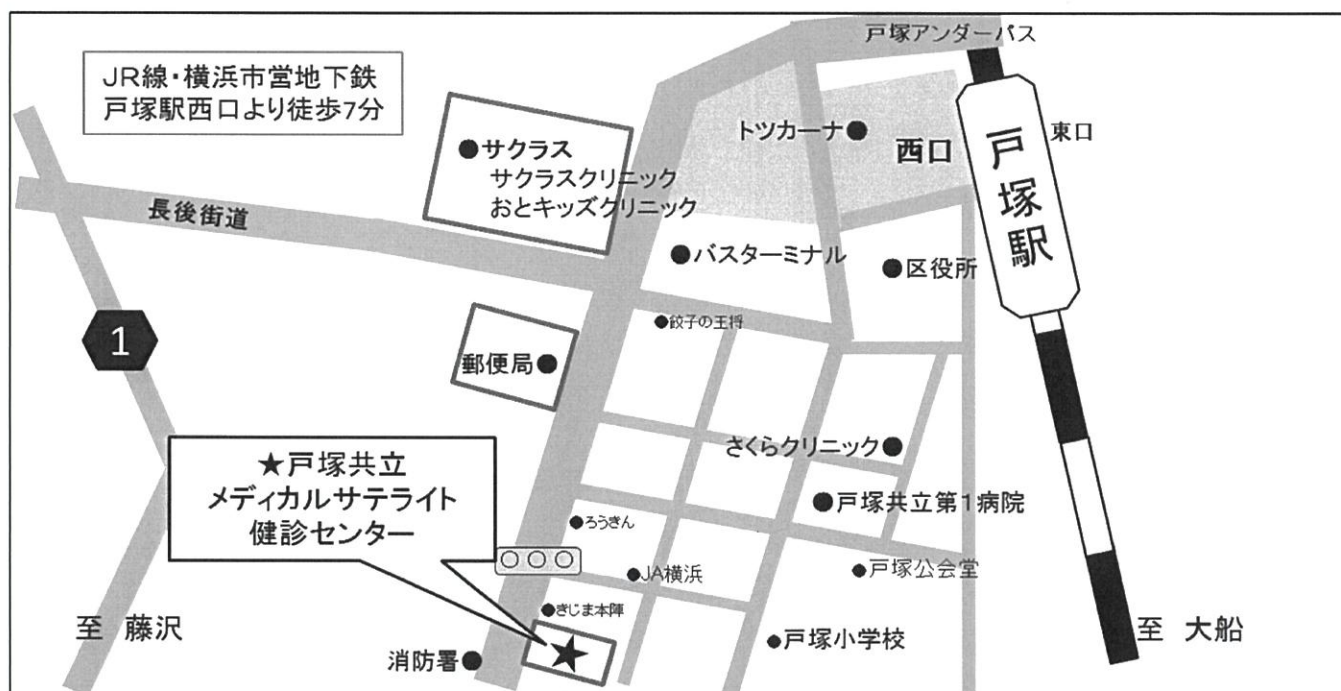 戸塚アンダーパス
JR線・横浜市営地下鉄
戸塚駅西口より徒歩7分
トツカーナ
西口
東口
戸塚駅
サクラス
サクラスクリニック
おとキッズクリニック
長後街道
バスターミナル
区役所
餃子の王将
1
郵便局
さくらクリニック
★戸塚共立
メディカルサテライト
健診センター
戸塚共立第1病院
ろうきん
JA横浜
戸塚公会堂
きじま本陣
至 藤沢
消防署
戸塚小学校
至 大船